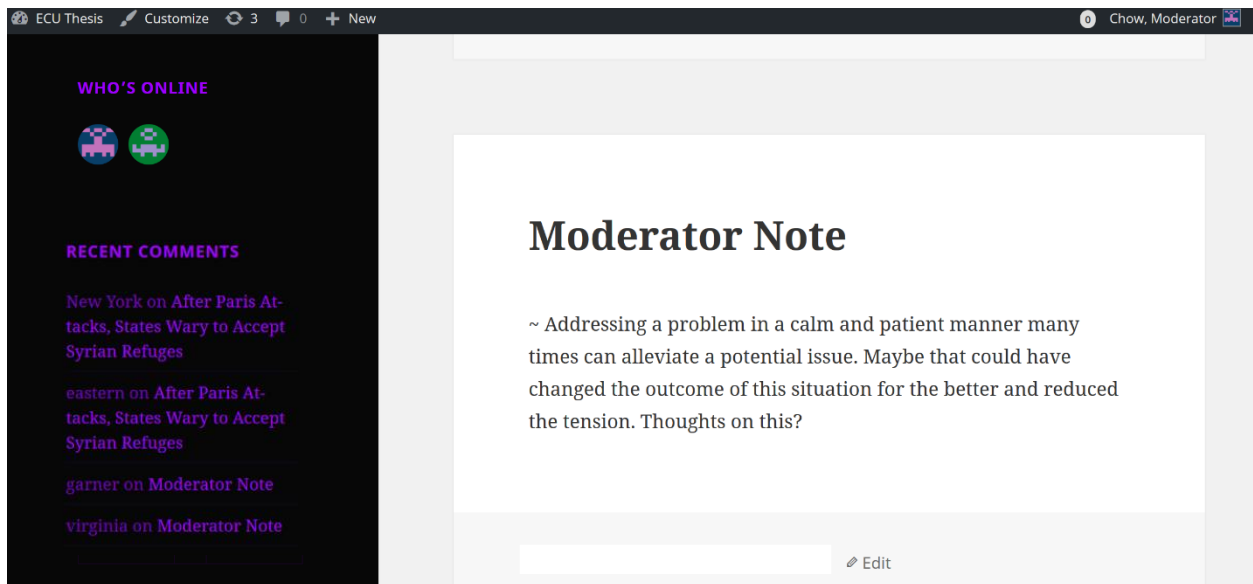 ECU Thesis Customize 3 0 + New 0 Chow, Moderator
WHO'S ONLINE
RECENT COMMENTS
New York on After Paris At-
tacks, States Wary to Accept
Syrian Refuges
eastern on After Paris At-
tacks, States Wary to Accept
Syrian Refuges
garner on Moderator Note
virginia on Moderator Note
Moderator Note
~ Addressing a problem in a calm and patient manner many
times can alleviate a potential issue. Maybe that could have
changed the outcome of this situation for the better and reduced
the tension. Thoughts on this?
Edit